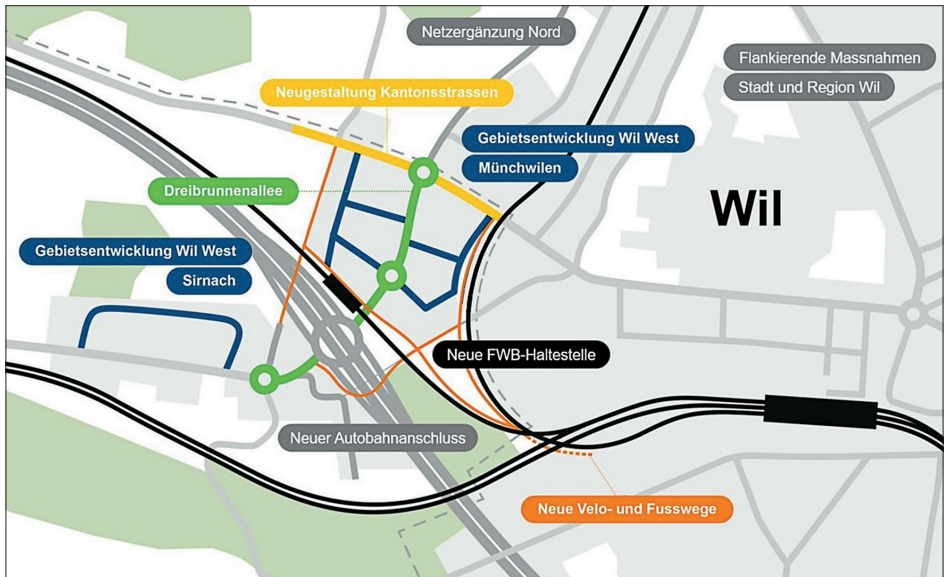 Netzergänzung Nord
Flankierende Massnahmen
Stadt und Region Wil
Neugestaltung Kantonsstrassen
Gebietsentwicklung Wil West
Münchwilen
Dreibrunnenallee
Wil
Gebietsentwicklung Wil West
Sirnach
Neue FWB-Haltestelle
Neuer Autobahnanschluss
Neue Velo- und Fusswege